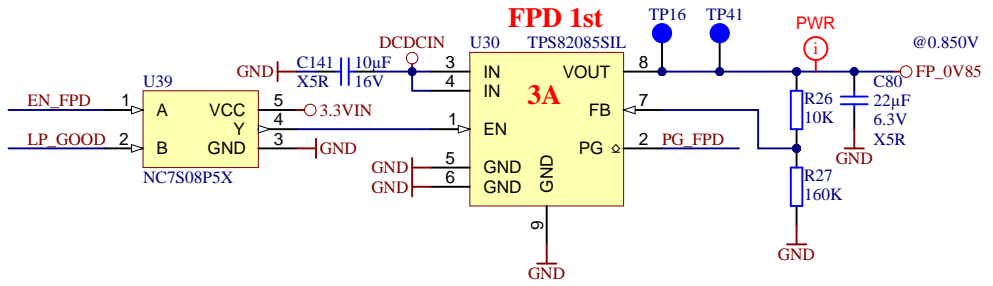 FPD 1st
TP16
TP41
PWR
i
DCDCIN
U30
TPS82085SIL
@0.850V
C141
10µF
X5R
16V
GND
3
IN
4
IN
VOUT
8
FP_0V85
C80
22µF
6.3V
X5R
GND
U39
3A
R26
10K
EN_FPD
1
A
VCC
5
3.3VIN
FB
7
Y
4
1
EN
LP_GOOD
2
B
GND
3
GND
PG
2
PG_FPD
NC7S08P5X
GND
5
GND
GND
6
GND
GND
9
GND
R27
160K
GND